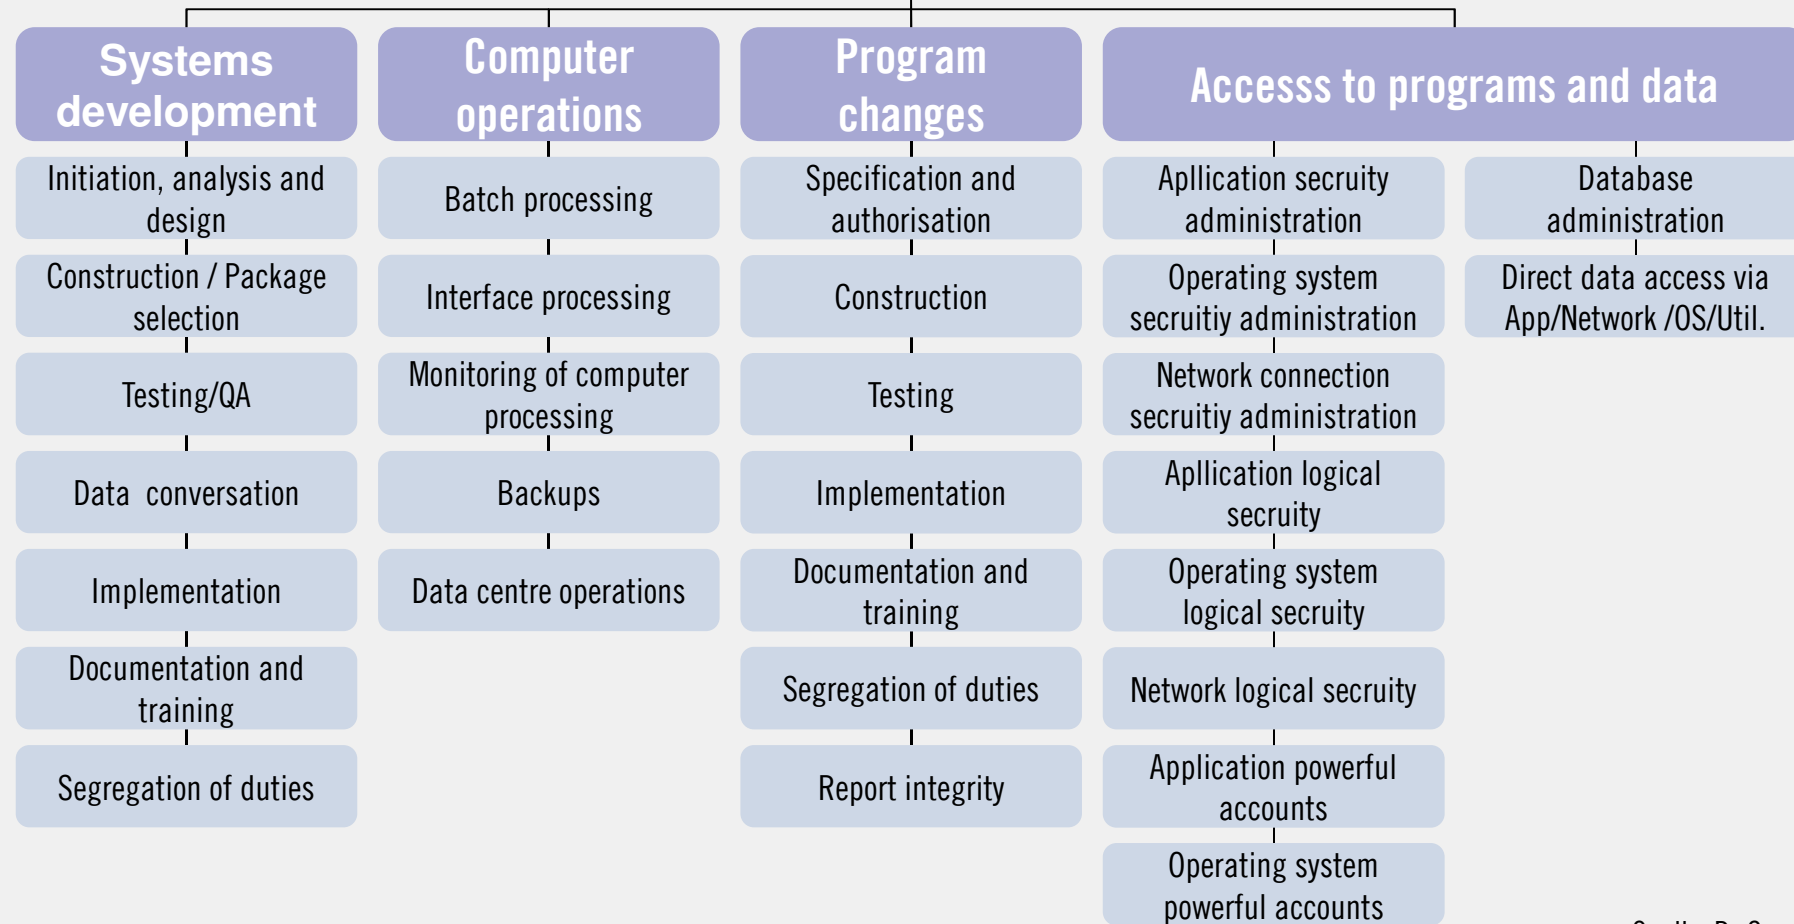 Systems
development
Initiation, analysis and
design
Construction / Package
selection
Testing/QA
Data conversation
Implementation
Documentation and
training
Segregation of duties
Computer
operations
Batch processing
Interface processing
Monitoring of computer
processing
Backups
Data centre operations
Program
changes
Specification and
authorisation
Construction
Testing
Implementation
Documentation and
training
Segregation of duties
Report integrity
Accesss to programs and data
Apllication secruity
administration
Operating system
secruitiy administration
Network connection
secruitiy administration
Apllication logical
secruity
Operating system
logical secruity
Network logical secruity
Application powerful
accounts
Operating system
powerful accounts
Database
administration
Direct data access via
App/Network /OS/Util.